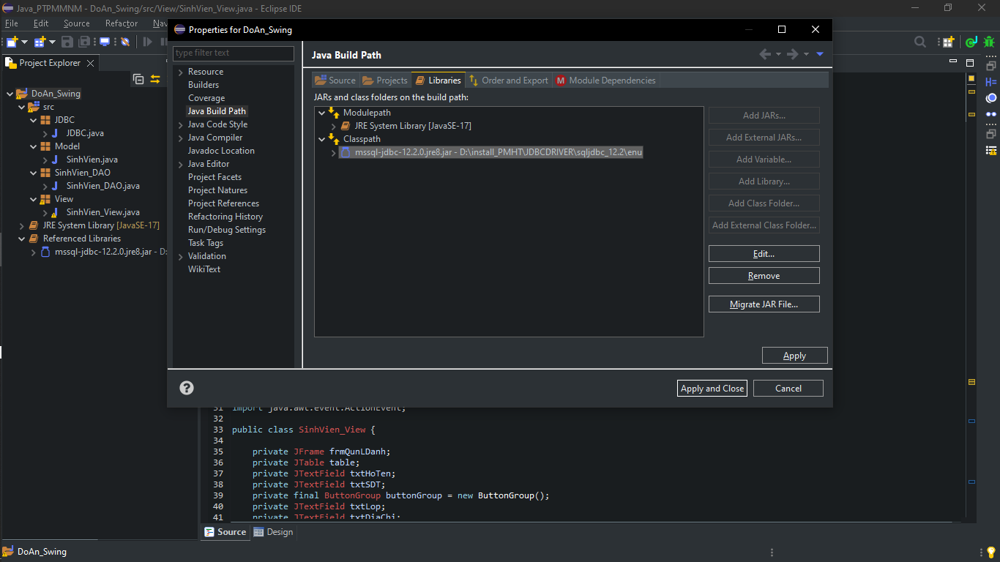 Java_PTPMMNM - DoAn_Swing/src/View/SinhVien_View.java - Eclipse IDE
File Edit Source Refactor Nav
Project Explorer
DoAn_Swing
src
JDBC
JDBC.java
Model
SinhVien.java
SinhVien_DAO
SinhVien_DAO.java
View
SinhVien_View.java
JRE System Library [JavaSE-17]
Referenced Libraries
mssql-jdbc-12.2.0.jre8.jar - D:
Properties for DoAn_Swing
type filter text
Resource
Builders
Coverage
Java Build Path
Java Code Style
Java Compiler
Javadoc Location
Java Editor
Project Facets
Project Natures
Project References
Refactoring History
Run/Debug Settings
Task Tags
Validation
WikiText
Java Build Path
Source Projects Libraries Order and Export Module Dependencies
JARs and class folders on the build path:
Modulepath
JRE System Library [JavaSE-17]
Classpath
mssql-jdbc-12.2.0.jre8.jar - D:\install_PMHT\JDBCDRIVER\sqljdbc_12.2\enu
Add JARs...
Add External JARs...
Add Variable...
Add Library...
Add Class Folder...
Add External Class Folder...
Edit...
Remove
Migrate JAR File...
Apply
Apply and Close Cancel
31 import java.awt.event.ActionEvent;
32
33 public class SinhVien_View {
34
35 private JFrame frmQunLDanh;
36 private JTable table;
37 private JTextField txtHoTen;
38 private JTextField txtSDT;
39 private final ButtonGroup buttonGroup = new ButtonGroup();
40 private JTextField txtLop;
41 private JTextField txtDiaChi;
Source Design
DoAn_Swing